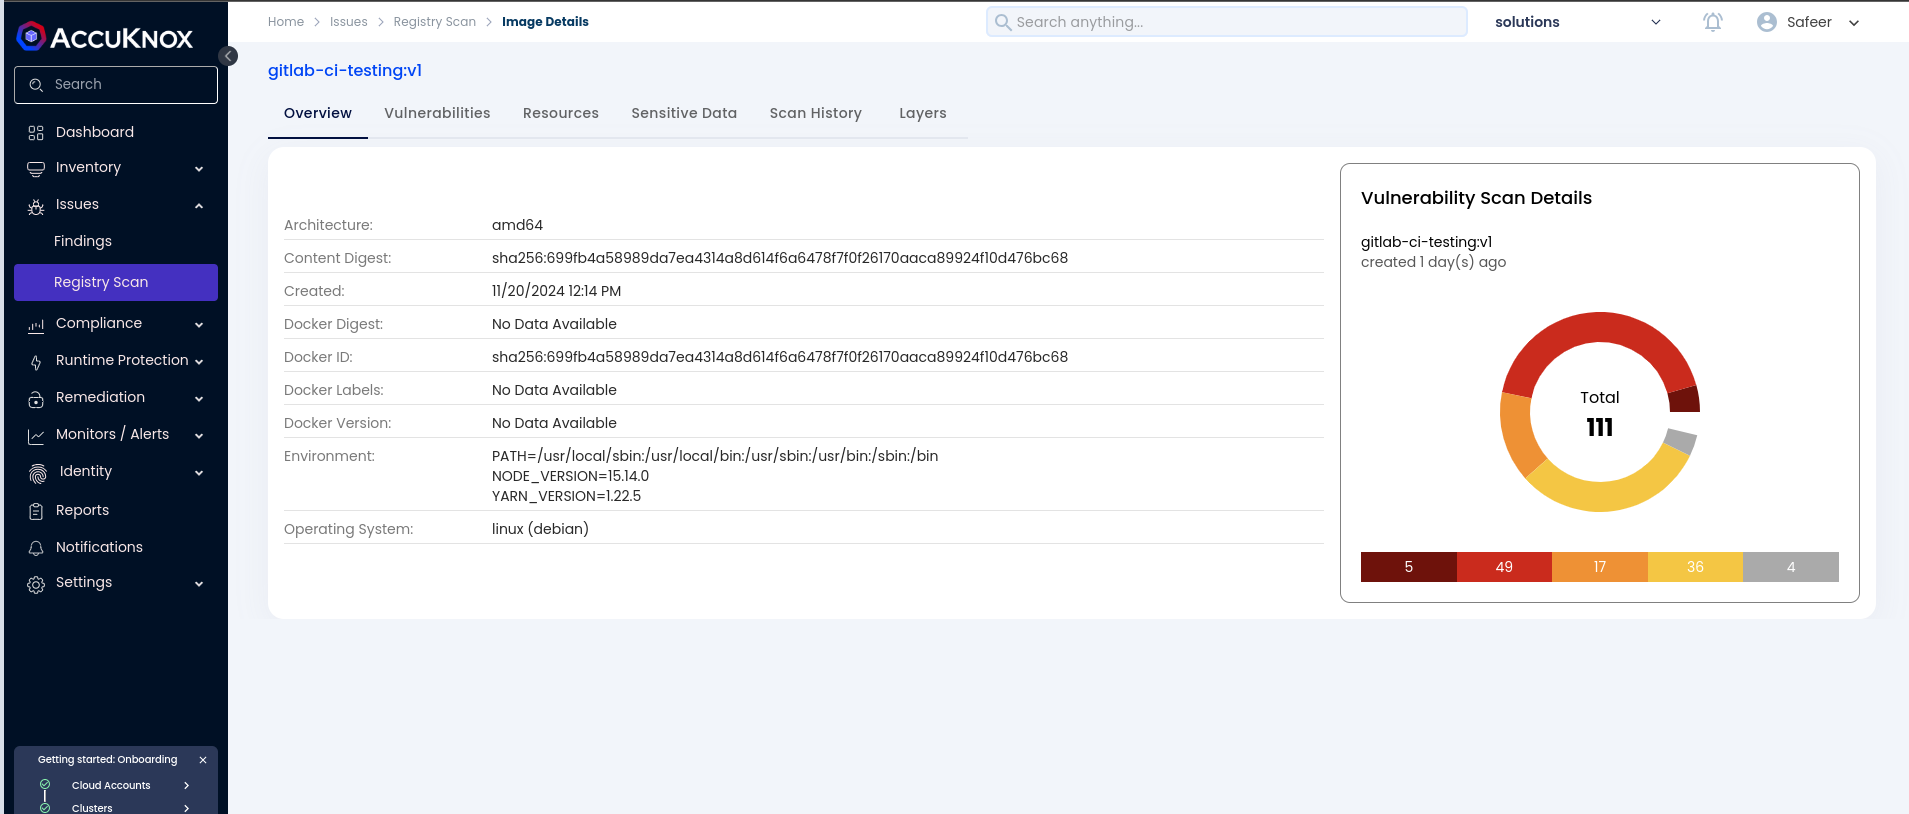 Home > Issues > Registry Scan > Image Details
Search anything...
solutions
Safeer
ACCUKNOX
Search
Dashboard
Inventory
Issues
Findings
Registry Scan
Compliance
Runtime Protection
Remediation
Monitors / Alerts
Identity
Reports
Notifications
Settings
Getting started: Onboarding
Cloud Accounts
Clusters
gitlab-ci-testing:v1
Overview Vulnerabilities Resources Sensitive Data Scan History Layers
Architecture: amd64
Content Digest: sha256:699fb4a58989da7ea4314a8d614f6a6478f7f0f26170aaca89924f10d476bc68
Created: 11/20/2024 12:14 PM
Docker Digest: No Data Available
Docker ID: sha256:699fb4a58989da7ea4314a8d614f6a6478f7f0f26170aaca89924f10d476bc68
Docker Labels: No Data Available
Docker Version: No Data Available
Environment: PATH=/usr/local/sbin:/usr/local/bin:/usr/sbin:/usr/bin:/sbin:/bin
NODE_VERSION=15.14.0
YARN_VERSION=1.22.5
Operating System: linux (debian)
Vulnerability Scan Details
gitlab-ci-testing:v1
created 1 day(s) ago
Total
111
5 49 17 36 4